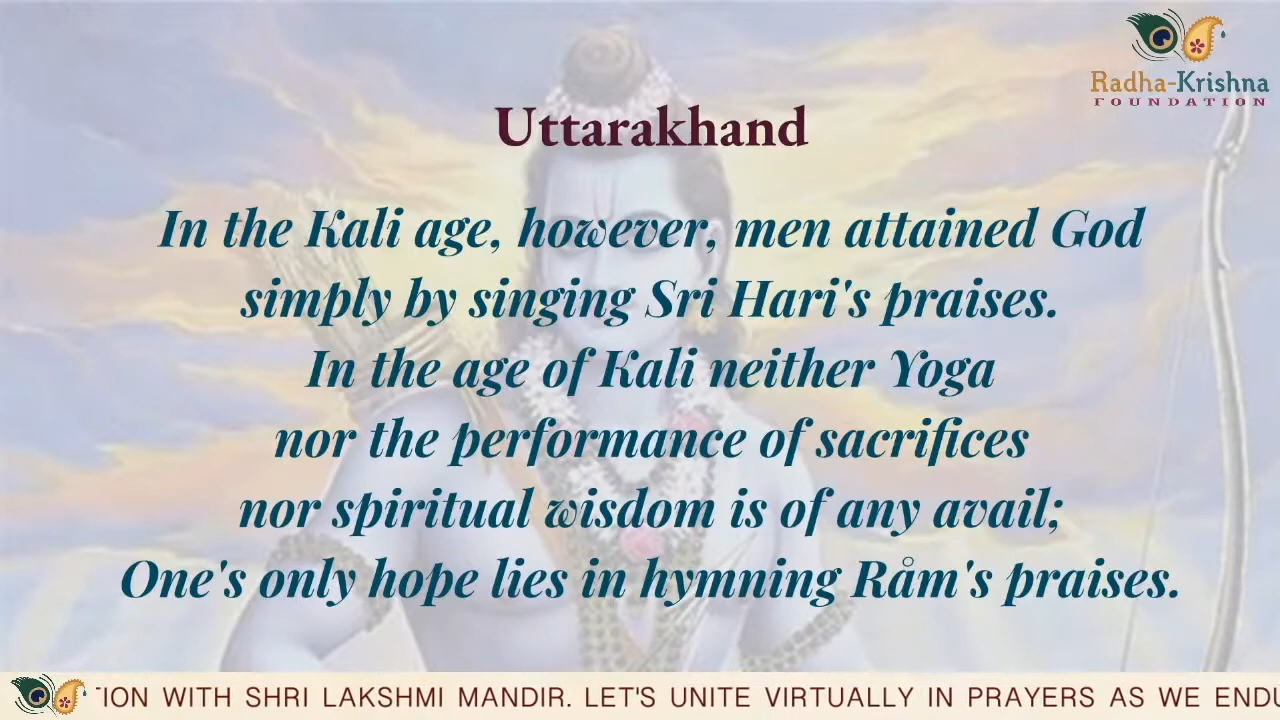 Radha-Krishna
FOUNDATION
Uttarakhand
In the Kali age, however, men attained God
simply by singing Sri Hari's praises.
In the age of Kali neither Yoga
nor the performance of sacrifices
nor spiritual wisdom is of any avail;
One's only hope lies in hymning Råm's praises.
WITH SHRI LAKSHMI MANDIR. LET'S UNITE VIRTUALLY IN PRAYERS AS WE